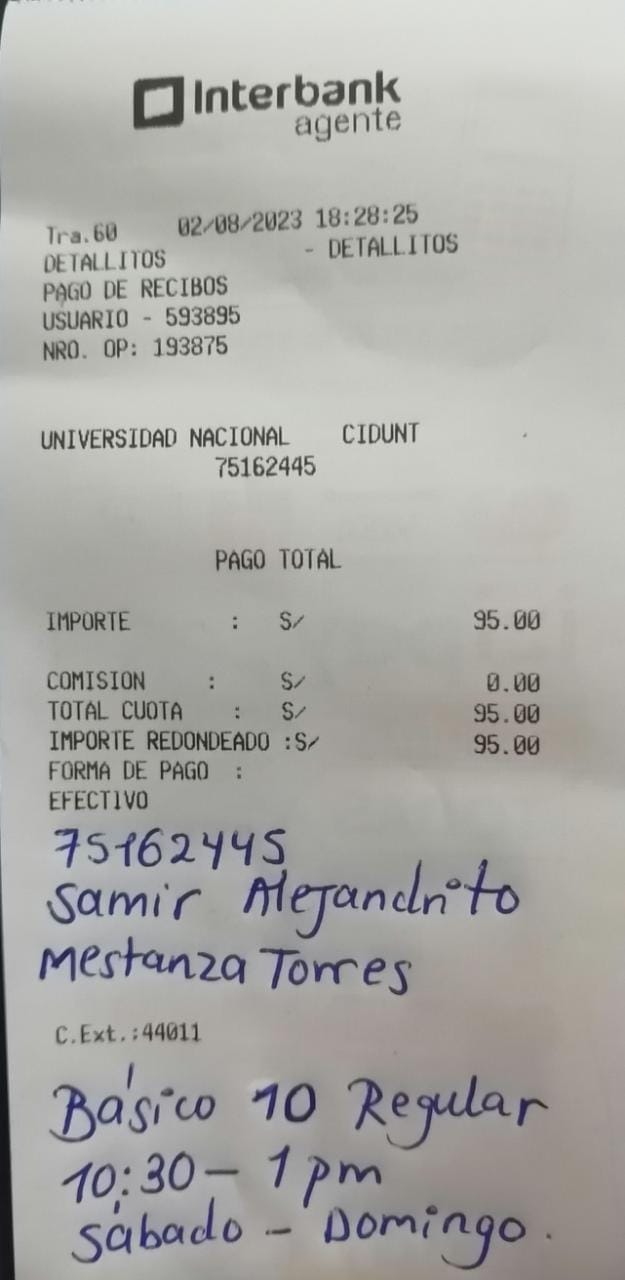 Interbank
agente
Tra.60 02/08/2023 18:28:25
DETALLITOS - DETALLITOS
PAGO DE RECIBOS
USUARIO - 593895
NRO. OP: 193875
UNIVERSIDAD NACIONAL CIDUNT
75162445
PAGO TOTAL
IMPORTE : S/ 95.00
COMISION : S/ 0.00
TOTAL CUOTA : S/ 95.00
IMPORTE REDONDEADO :S/ 95.00
FORMA DE PAGO :
EFECTIVO
75162445
Samir Alejandrito
Mestanza Torres
C.Ext.:44011
Básico 10 Regular
10:30 - 1 pm
Sábado - Domingo.